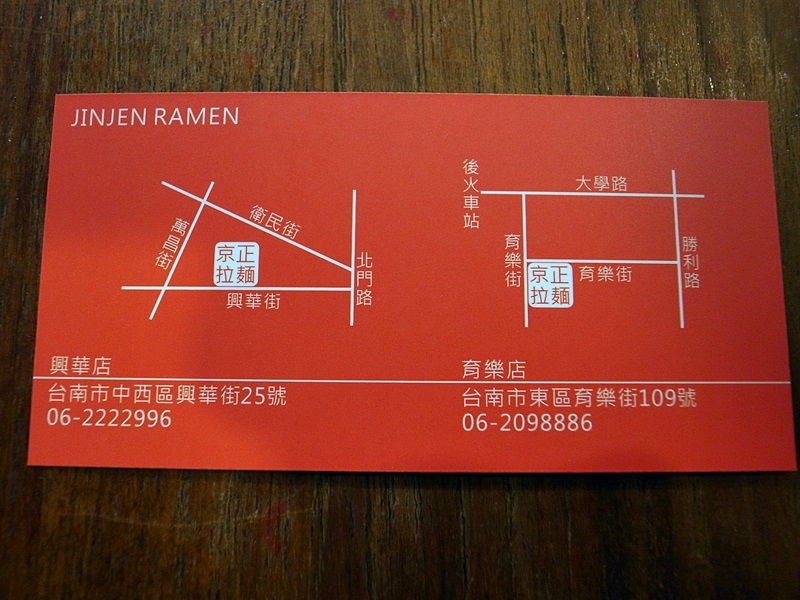 JINJEN RAMEN
衛民街
萬昌街
京正
拉麵
北門路
興華街
興華店
台南市中西區興華街25號
06-2222996
後火車站
大學路
育樂街
勝利路
京正
拉麵
育樂街
育樂店
台南市東區育樂街109號
06-2098886